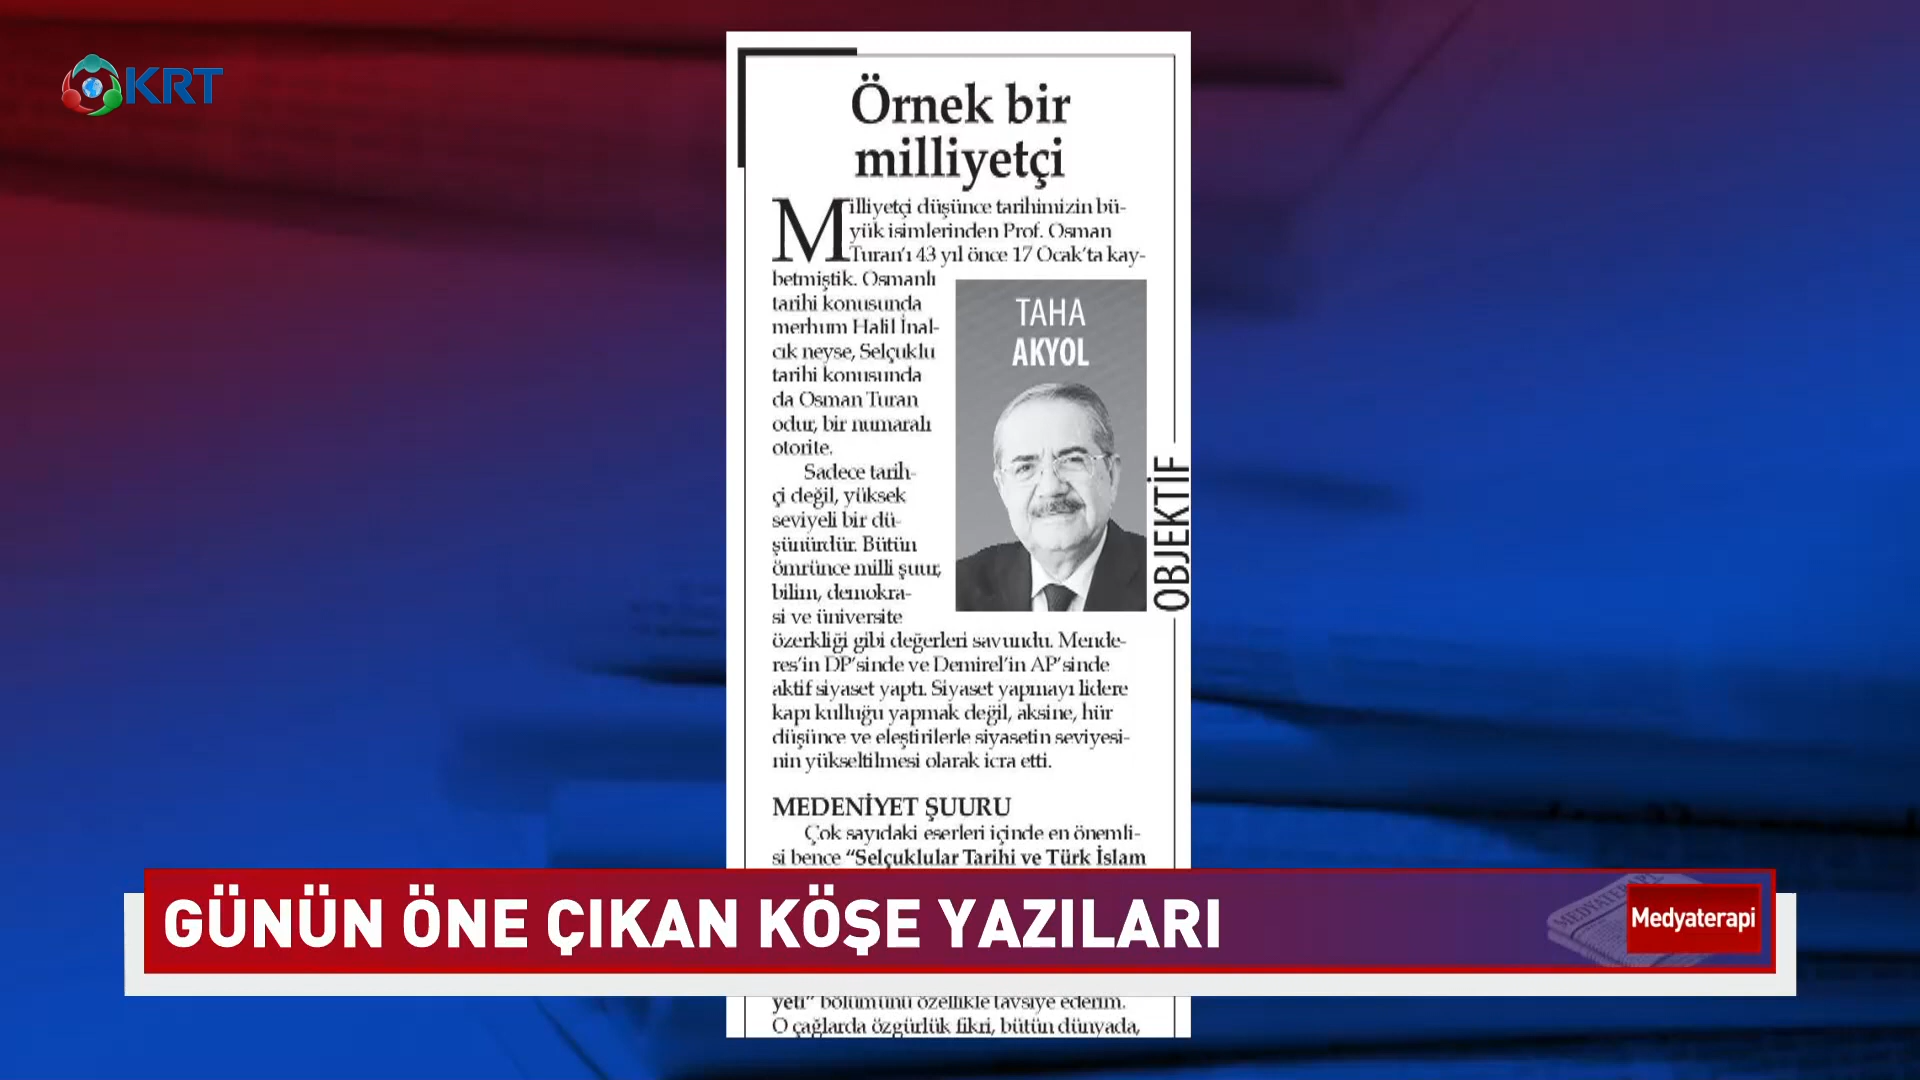 KRT
Örnek bir
milliyetçi
Milliyetçi düşünce tarihimizin bü-
yük isimlerinden Prof. Osman
Turan'ı 43 yıl önce 17 Ocak'ta kay-
betmiştik. Osmanlı
tarihi konusunda
merhum Halil İnal-
cık neyse, Selçuklu
tarihi konusunda
da Osman Turan
odur, bir numaralı
otorite.
Sadece tarih-
çi değil, yüksek
seviyeli bir dü-
şünürdür. Bütün
ömrünce milli şuur,
bilim, demokra-
si ve üniversite
özerkliği gibi değerleri savundu. Mende-
res'in DP'sinde ve Demirel'in AP'sinde
aktif siyaset yaptı. Siyaset yapmayı lidere
kapı kulluğu yapmak değil, aksine, hür
düşünce ve eleştirilerle siyasetin seviyesi-
nin yükseltilmesi olarak icra etti.
TAHA
AKYOL
OBJEKTİF
MEDENİYET ŞUURU
Çok sayıdaki eserleri içinde en önemli-
si bence “Selçuklular Tarihi ve Türk İslam
GÜNÜN ÖNE ÇIKAN KÖŞE YAZILARI
MEDYATERAPİ
Medyaterapi
yeti” bölümünü özellikle tavsiye ederim.
O çağlarda özgürlük fikri, bütün dünyada,